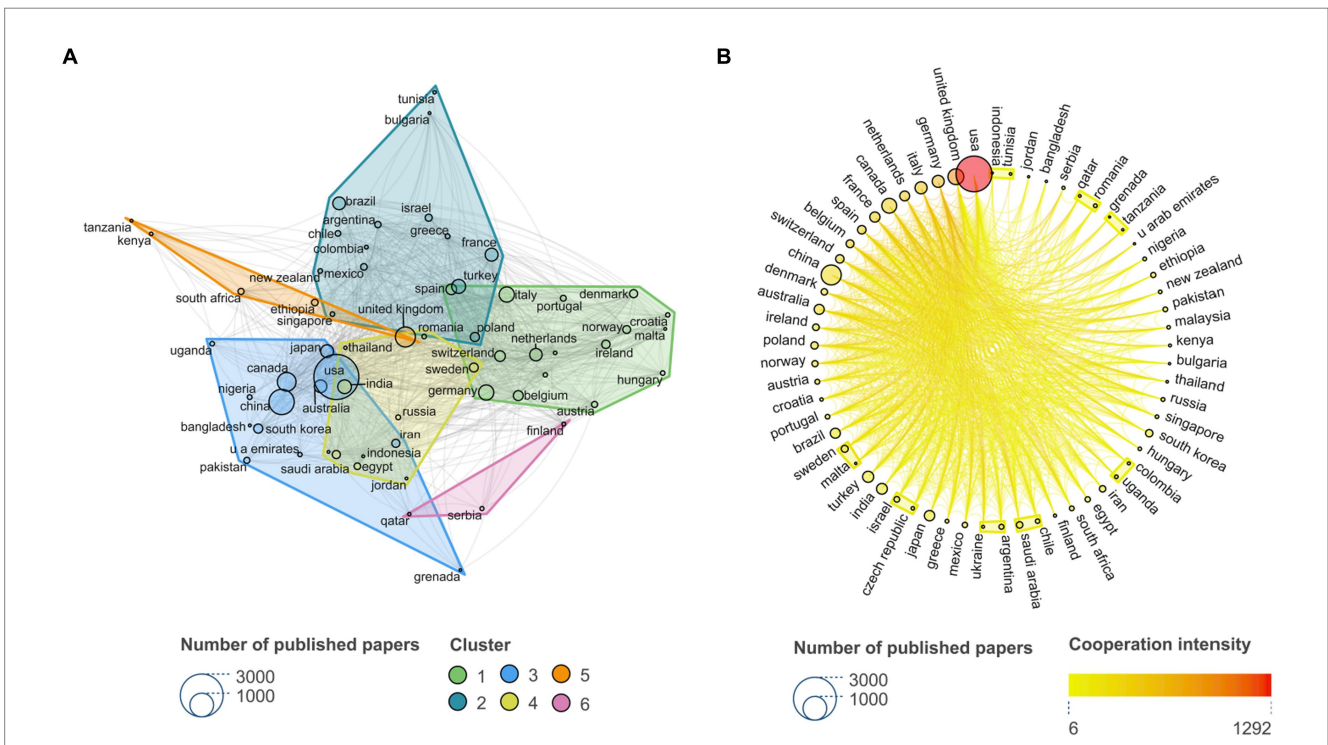 A
tunisia
bulgaria
brazil
argentina
israel
chile
greece
colombia
france
tanzania
kenya
new zealand
mexico
turkey
south africa
spain
italy
denmark
portugal
ethiopia
united kingdom
singapore
romania
poland
norway
croatia
malta
netherlands
ireland
uganda
japan
thailand
switzerland
canada
usa
sweden
hungary
nigeria
india
germany
belgium
china
australia
austria
russia
bangladesh
south korea
finland
iran
u a emirates
indonesia
pakistan
saudi arabia
egypt
jordan
qatar
serbia
grenada
Number of published papers
3000
1000
Cluster
1
3
5
2
4
6
B
usa
indonesia
tunisia
jordan
bangladesh
serbia
qatar
romania
grenada
tanzania
u arab emirates
nigeria
ethiopia
new zealand
pakistan
malaysia
kenya
bulgaria
thailand
russia
singapore
south korea
hungary
colombia
uganda
iran
egypt
south africa
finland
chile
saudi arabia
argentina
ukraine
mexico
greece
japan
czech republic
israel
india
turkey
malta
sweden
brazil
portugal
croatia
austria
norway
poland
ireland
australia
denmark
china
switzerland
belgium
spain
france
canada
netherlands
italy
germany
united kingdom
Number of published papers
3000
1000
Cooperation intensity
6
1292